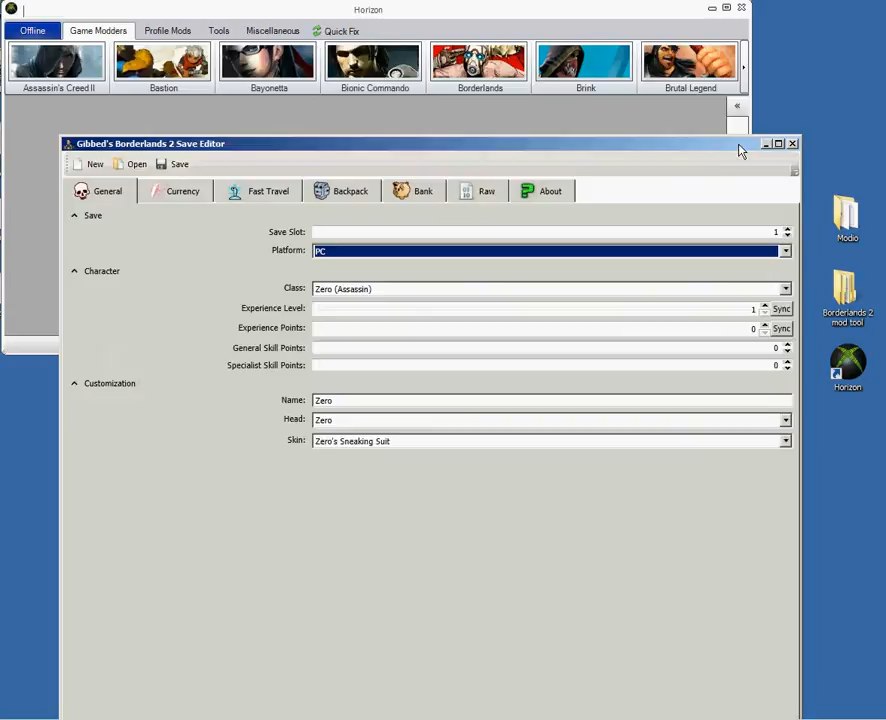 Horizon
Offline Game Modders Profile Mods Tools Miscellaneous Quick Fix
Assassin's Creed II Bastion Bayonetta Bionic Commando Borderlands Brink Brutal Legend
«
Gibbed's Borderlands 2 Save Editor
New Open Save
General Currency Fast Travel Backpack Bank Raw About
Save
Save Slot: 1
Platform: PC
Character
Class: Zero (Assassin)
Experience Level: 1 Sync
Experience Points: 0 Sync
General Skill Points: 0
Specialist Skill Points: 0
Customization
Name: Zero
Head: Zero
Skin: Zero's Sneaking Suit
Modio
Borderlands 2
mod tool
Horizon